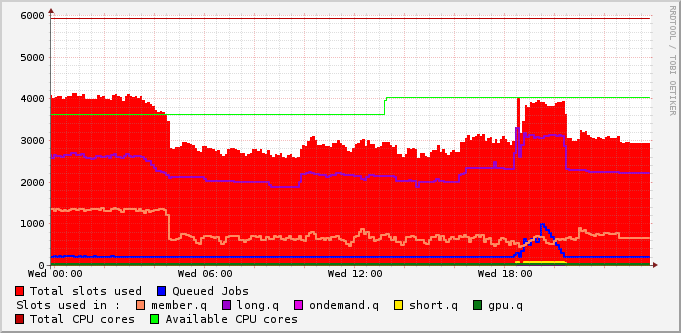 6000
5000
4000
3000
2000
1000
0
Wed 00:00 Wed 06:00 Wed 12:00 Wed 18:00
Total slots used Queued Jobs
Slots used in : member.q long.q ondemand.q short.q gpu.q
Total CPU cores Available CPU cores
RRDTOOL / TOBI OETIKER